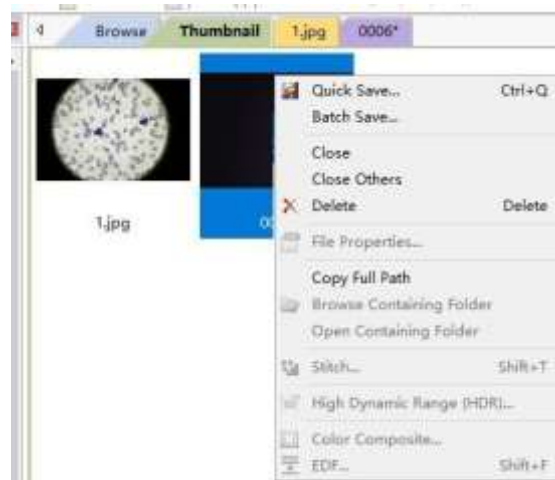 Browse Thumbnail 1.jpg 0006*
Quick Save... Ctrl+Q
Batch Save...
Close
Close Others
Delete Delete
File Properties...
Copy Full Path
Browse Containing Folder
Open Containing Folder
Stitch... Shift+T
High Dynamic Range (HDR)...
Color Composite...
EDF... Shift+F
1.jpg
00